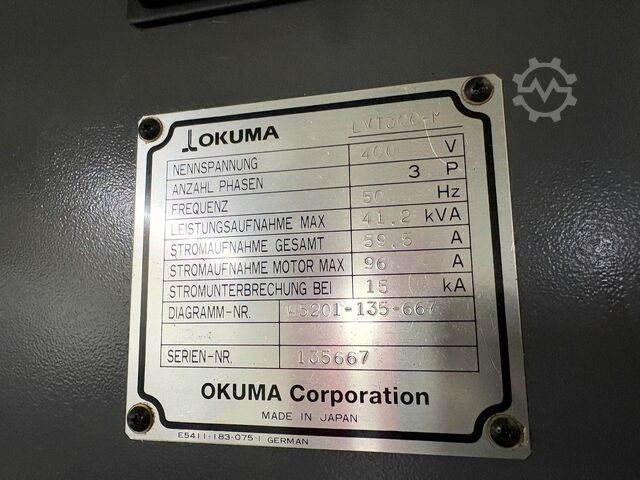 OKUMA LVT300-M
NENNSPANNUNG 400 V
ANZAHL PHASEN 3 P
FREQUENZ 50 Hz
LEISTUNGSAUFNAHME MAX 41.2 kVA
STROMAUFNAHME GESAMT 59.5 A
STROMAUFNAHME MOTOR MAX 96 A
STROMUNTERBRECHUNG BEI 15 kA
DIAGRAMM-NR. W5201-135-667
SERIEN-NR. 135667
OKUMA Corporation
MADE IN JAPAN
E5411-183-075-1 GERMAN